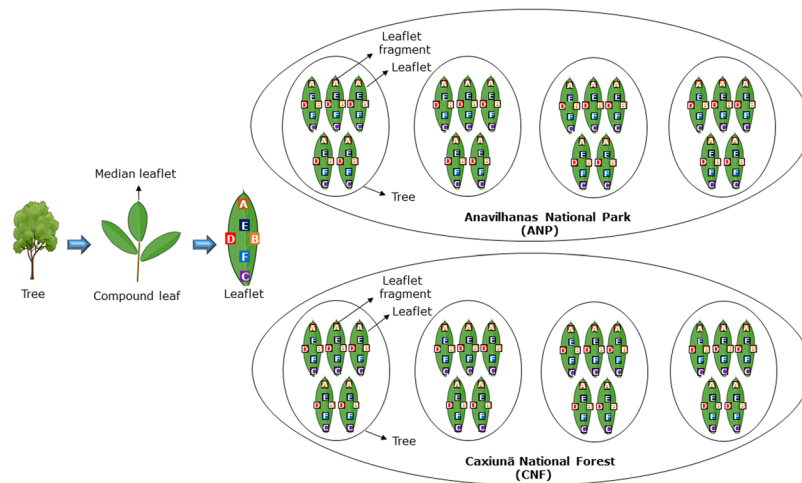 Median leaflet
A
E
D B
F
C
Tree
Compound leaf
Leaflet
Leaflet
fragment
Leaflet
A A A A A A A A A A A A
E E E E E E E E E E E E
D B D B D B D B D B D B D B D B D B D B D B D B
F F F F F F F F F F F F
C C C C C C C C C C C C
A A A A A A A A
E E E E E E E E
D B D B D B D B D B D B D B D B
F F F F F F F F
C C C C C C C C
Tree
Anavilhanas National Park
(ANP)
Leaflet
fragment
Leaflet
A A A A A A A A A A A A
E E E E E E E E E E E E
D B D B D B D B D B D B D B D B D B D B D B D B
F F F F F F F F F F F F
C C C C C C C C C C C C
A A A A A A A A
E E E E E E E E
D B D B D B D B D B D B D B D B
F F F F F F F F
C C C C C C C C
Tree
Caxiunã National Forest
(CNF)